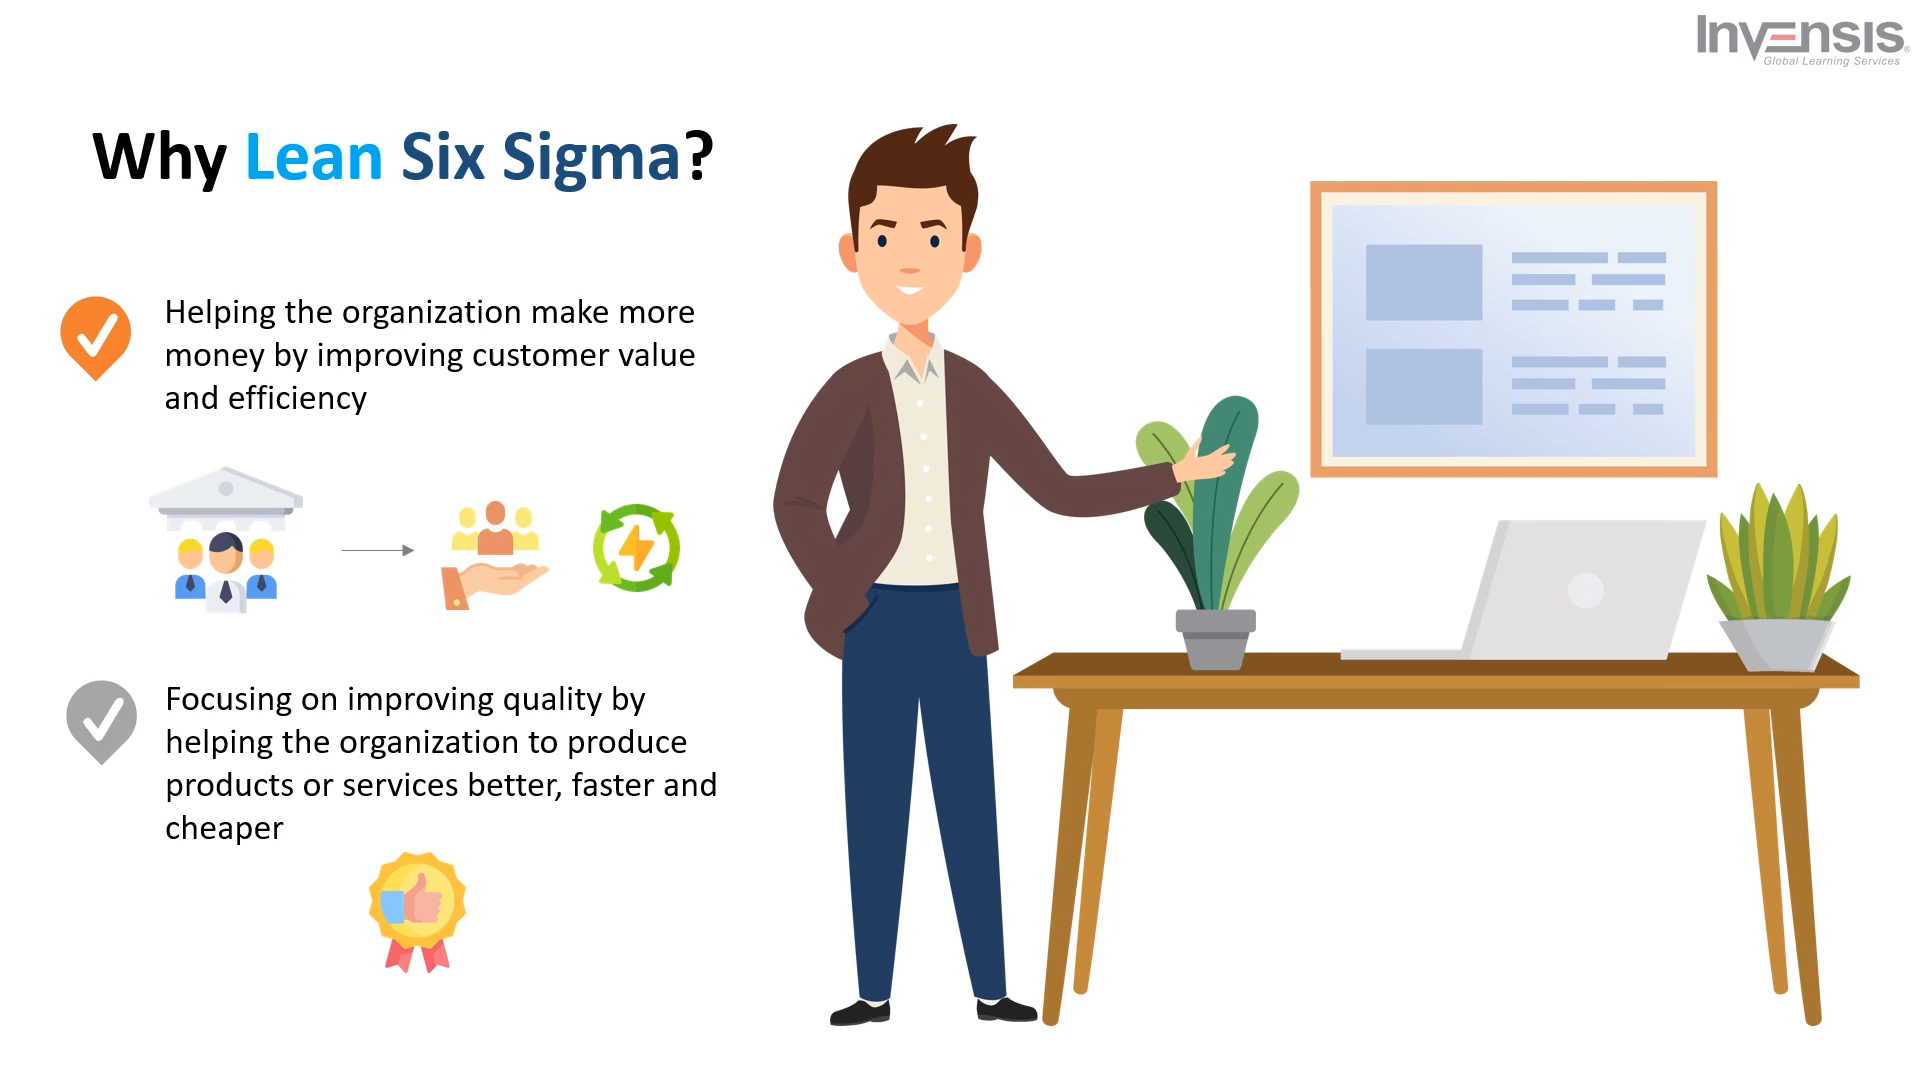 Invensis
Global Learning Services
Why Lean Six Sigma?
Helping the organization make more
money by improving customer value
and efficiency
Focusing on improving quality by
helping the organization to produce
products or services better, faster and
cheaper